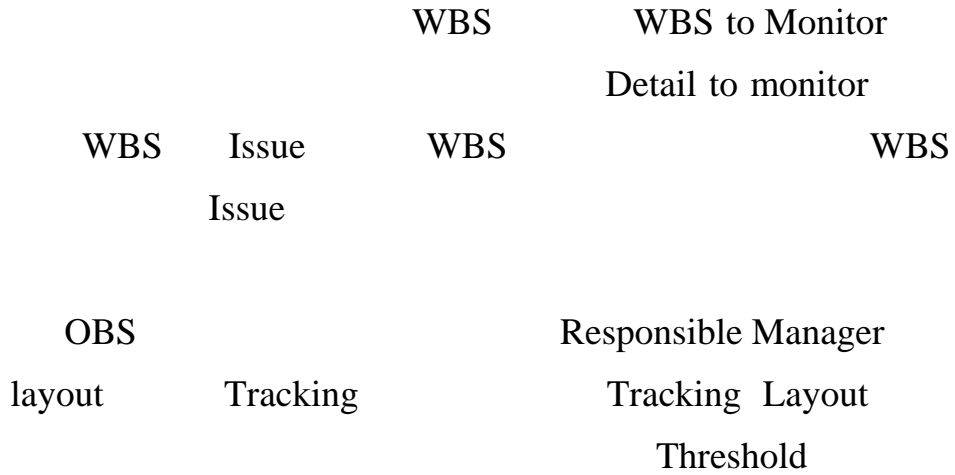 WBS WBS to Monitor
Detail to monitor
WBS Issue WBS WBS
Issue
OBS Responsible Manager
layout Tracking Tracking Layout
Threshold